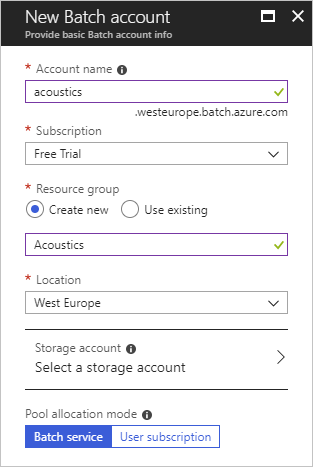 New Batch account
Provide basic Batch account info
* Account name
acoustics
.westeurope.batch.azure.com
* Subscription
Free Trial
* Resource group
Create new Use existing
Acoustics
* Location
West Europe
Storage account
Select a storage account
Pool allocation mode
Batch service User subscription